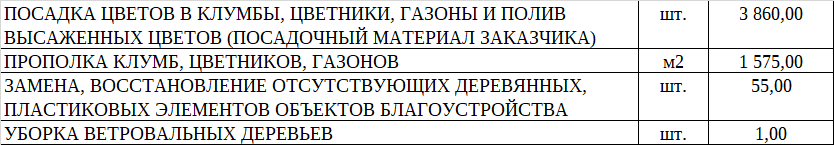 ПОСАДКА ЦВЕТОВ В КЛУМБЫ, ЦВЕТНИКИ, ГАЗОНЫ И ПОЛИВ шт. 3 860,00
ВЫСАЖЕННЫХ ЦВЕТОВ (ПОСАДОЧНЫЙ МАТЕРИАЛ ЗАКАЗЧИКА)
ПРОПОЛКА КЛУМБ, ЦВЕТНИКОВ, ГАЗОНОВ м2 1 575,00
ЗАМЕНА, ВОССТАНОВЛЕНИЕ ОТСУТСТВУЮЩИХ ДЕРЕВЯННЫХ, шт. 55,00
ПЛАСТИКОВЫХ ЭЛЕМЕНТОВ ОБЪЕКТОВ БЛАГОУСТРОЙСТВА
УБОРКА ВЕТРОВАЛЬНЫХ ДЕРЕВЬЕВ шт. 1,00